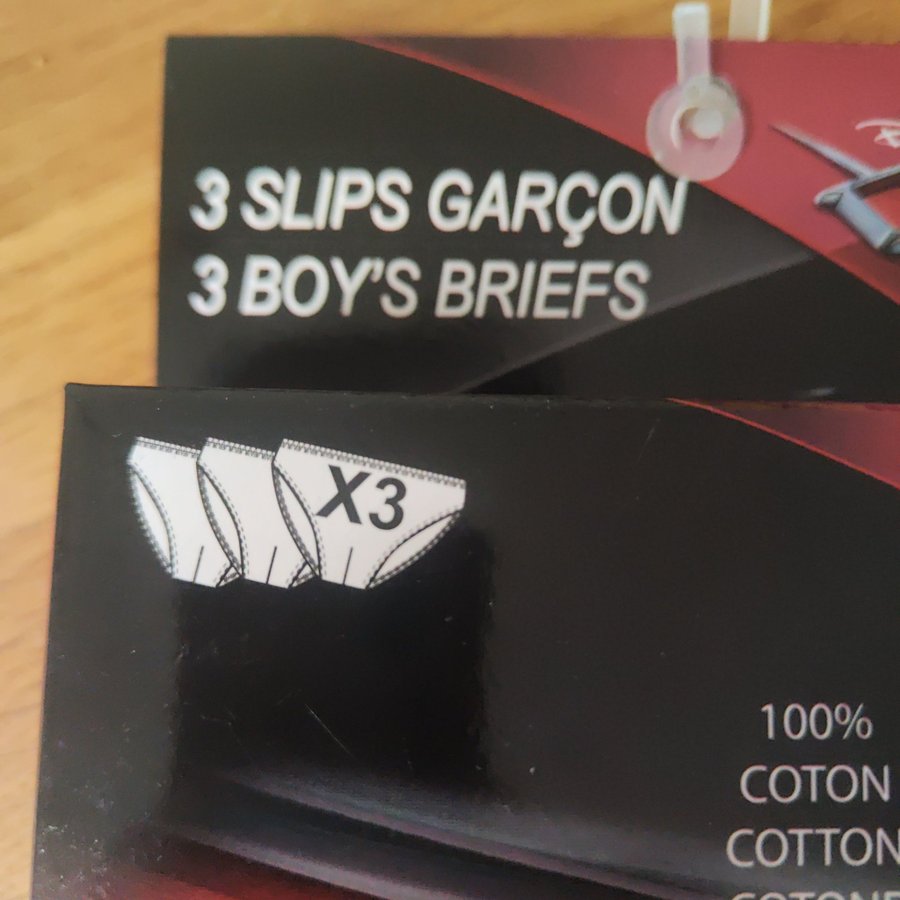 3 SLIPS GARÇON
3 BOY'S BRIEFS
X3
100%
COTON
COTTON